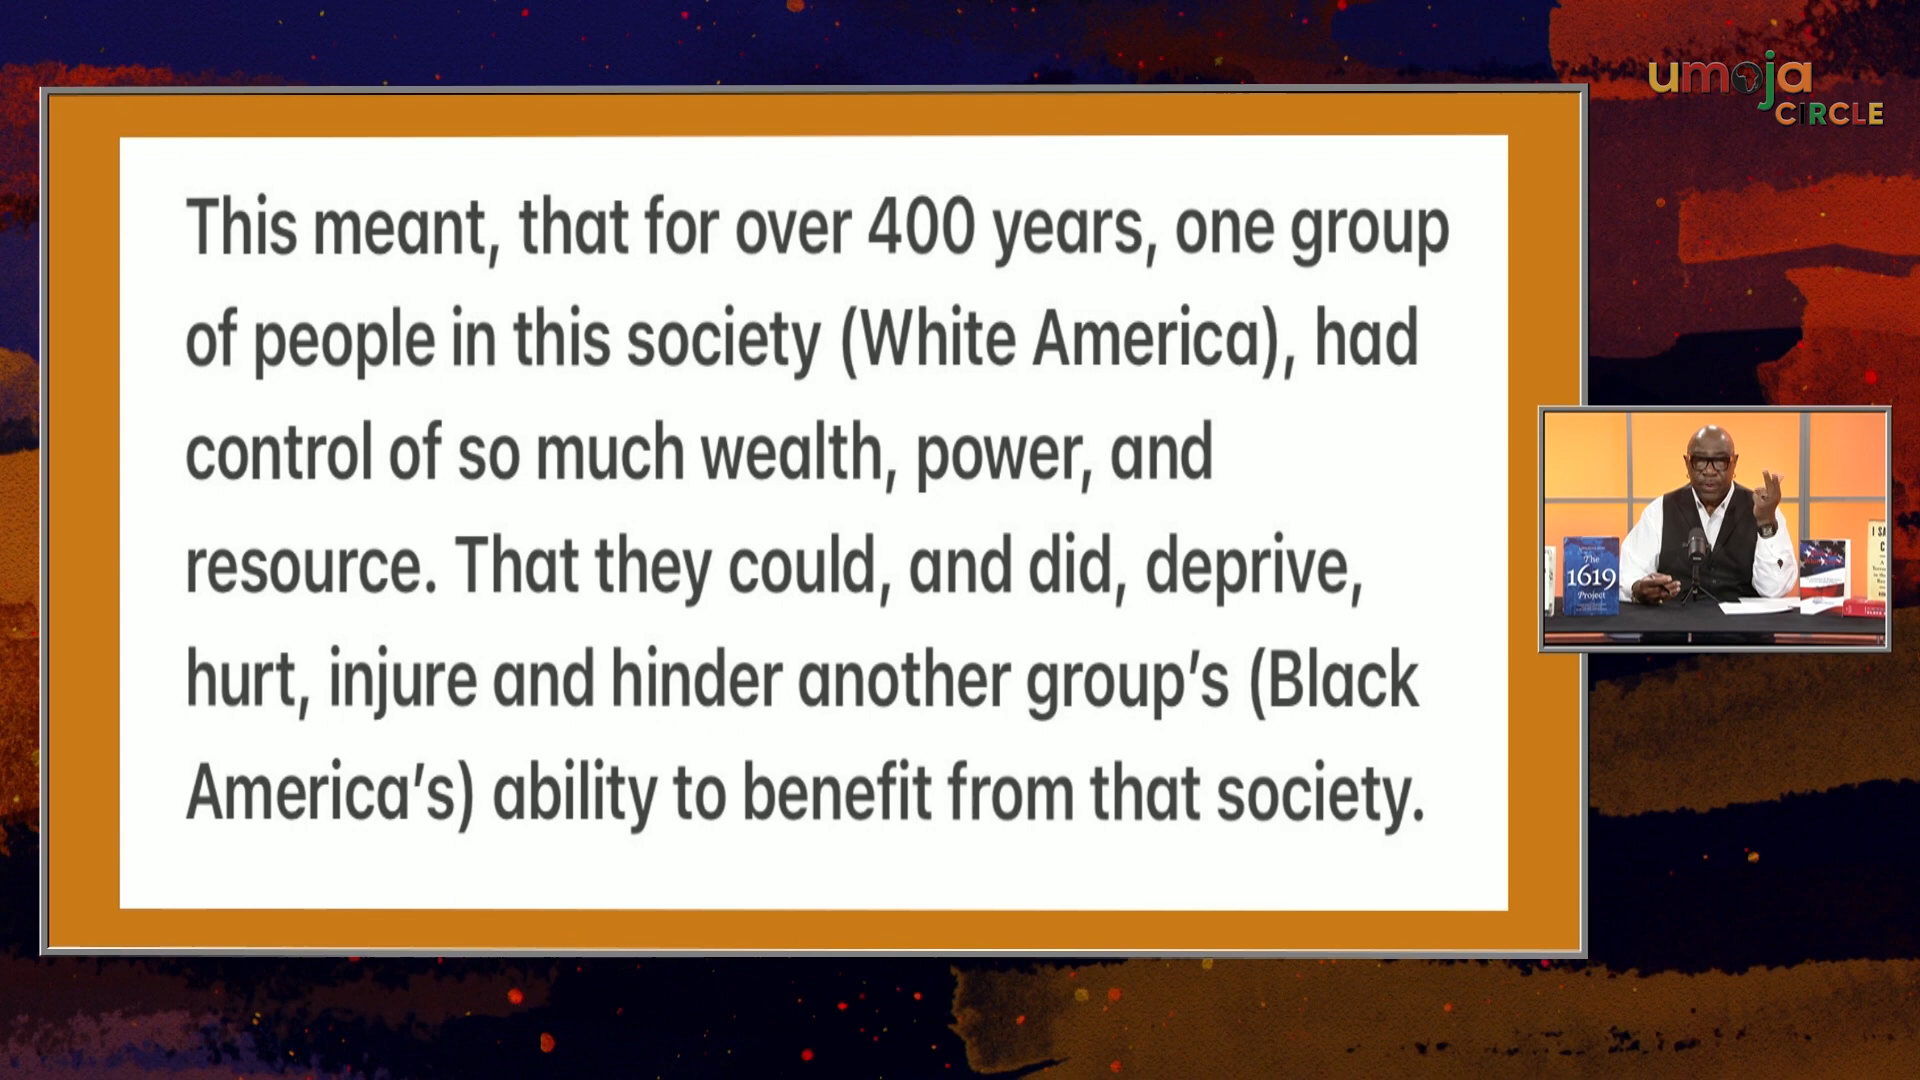 umoja
CIRCLE
This meant, that for over 400 years, one group
of people in this society (White America), had
control of so much wealth, power, and
resource. That they could, and did, deprive,
hurt, injure and hinder another group's (Black
America's) ability to benefit from that society.
The
1619
Project